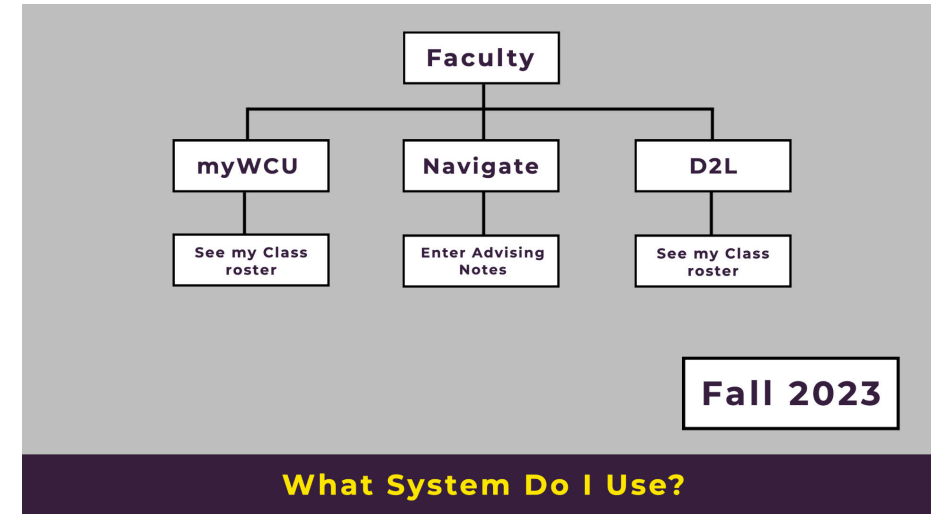 Faculty
myWCU
Navigate
D2L
See my Class
roster
Enter Advising
Notes
See my Class
roster
Fall 2023
What System Do I Use?